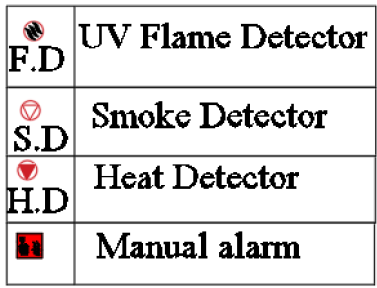 F.D UV Flame Detector
S.D Smoke Detector
H.D Heat Detector
Manual alarm